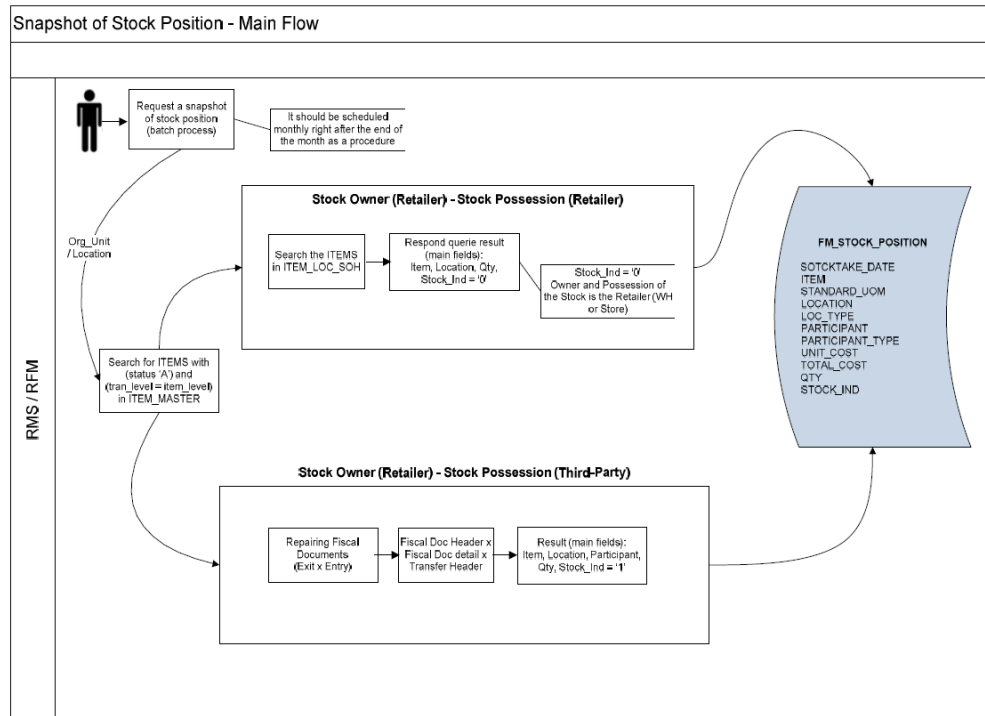 Snapshot of Stock Position - Main Flow
RMS / RFM
Request a snapshot
of stock position
(batch process)
It should be scheduled
monthly right after the end of
the month as a procedure
Org_Unit
/ Location
Search for ITEMS with
(status 'A') and
(tran_level = item_level)
in ITEM_MASTER
Stock Owner (Retailer) - Stock Possession (Retailer)
Search the ITEMS
in ITEM_LOC_SOH
Respond querie result
(main fields):
Item, Location, Qty,
Stock_Ind = '0'
Stock_Ind = '0'
Owner and Possession of
the Stock is the Retailer (WH
or Store)
Stock Owner (Retailer) - Stock Possession (Third-Party)
Repairing Fiscal
Documents
(Exit x Entry)
Fiscal Doc Header x
Fiscal Doc detail x
Transfer Header
Result (main fields):
Item, Location, Participant,
Qty, Stock_Ind = '1'
FM_STOCK_POSITION
SOTCKTAKE_DATE
ITEM
STANDARD_UOM
LOCATION
LOC_TYPE
PARTICIPANT
PARTICIPANT_TYPE
UNIT_COST
TOTAL_COST
QTY
STOCK_IND